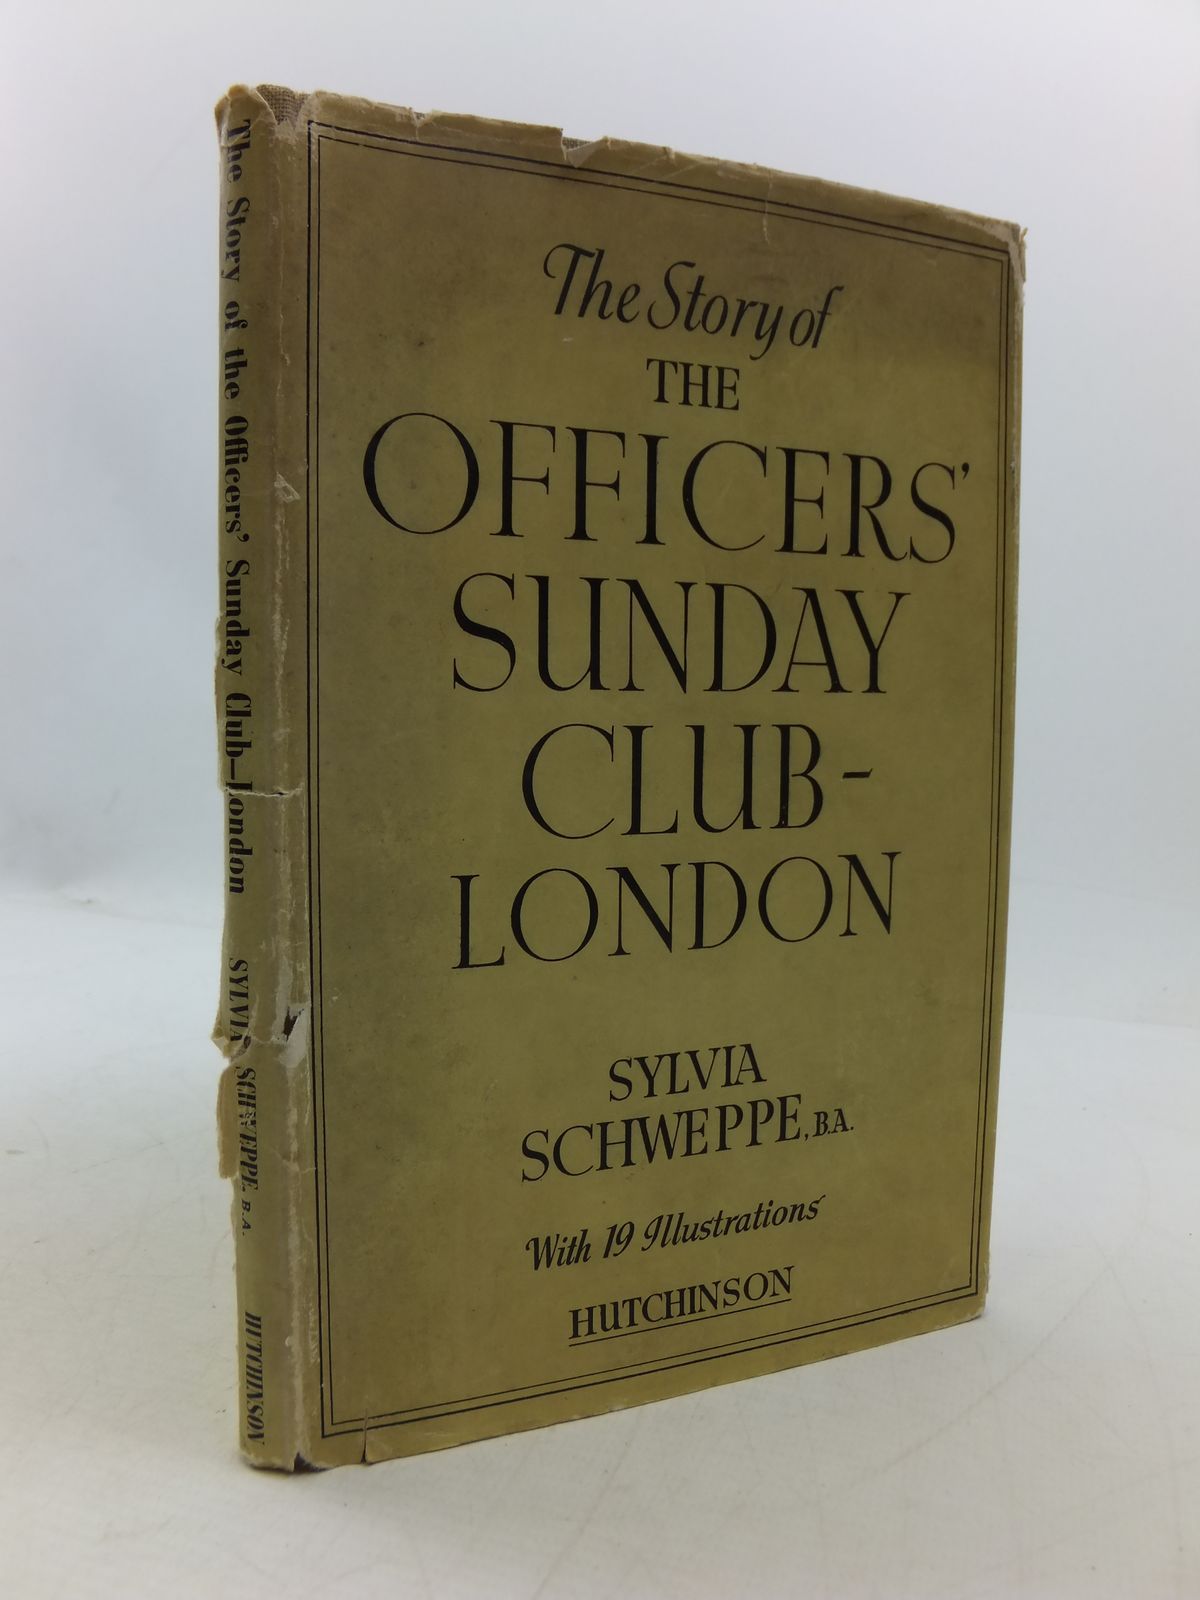 The Story of the Officers' Sunday Club—London SYLVIA SCHWEPPE, B.A. HUTCHINSON
The Story of
THE
OFFICERS'
SUNDAY
CLUB-
LONDON
SYLVIA
SCHWEPPE, B.A.
With 19 Illustrations
HUTCHINSON